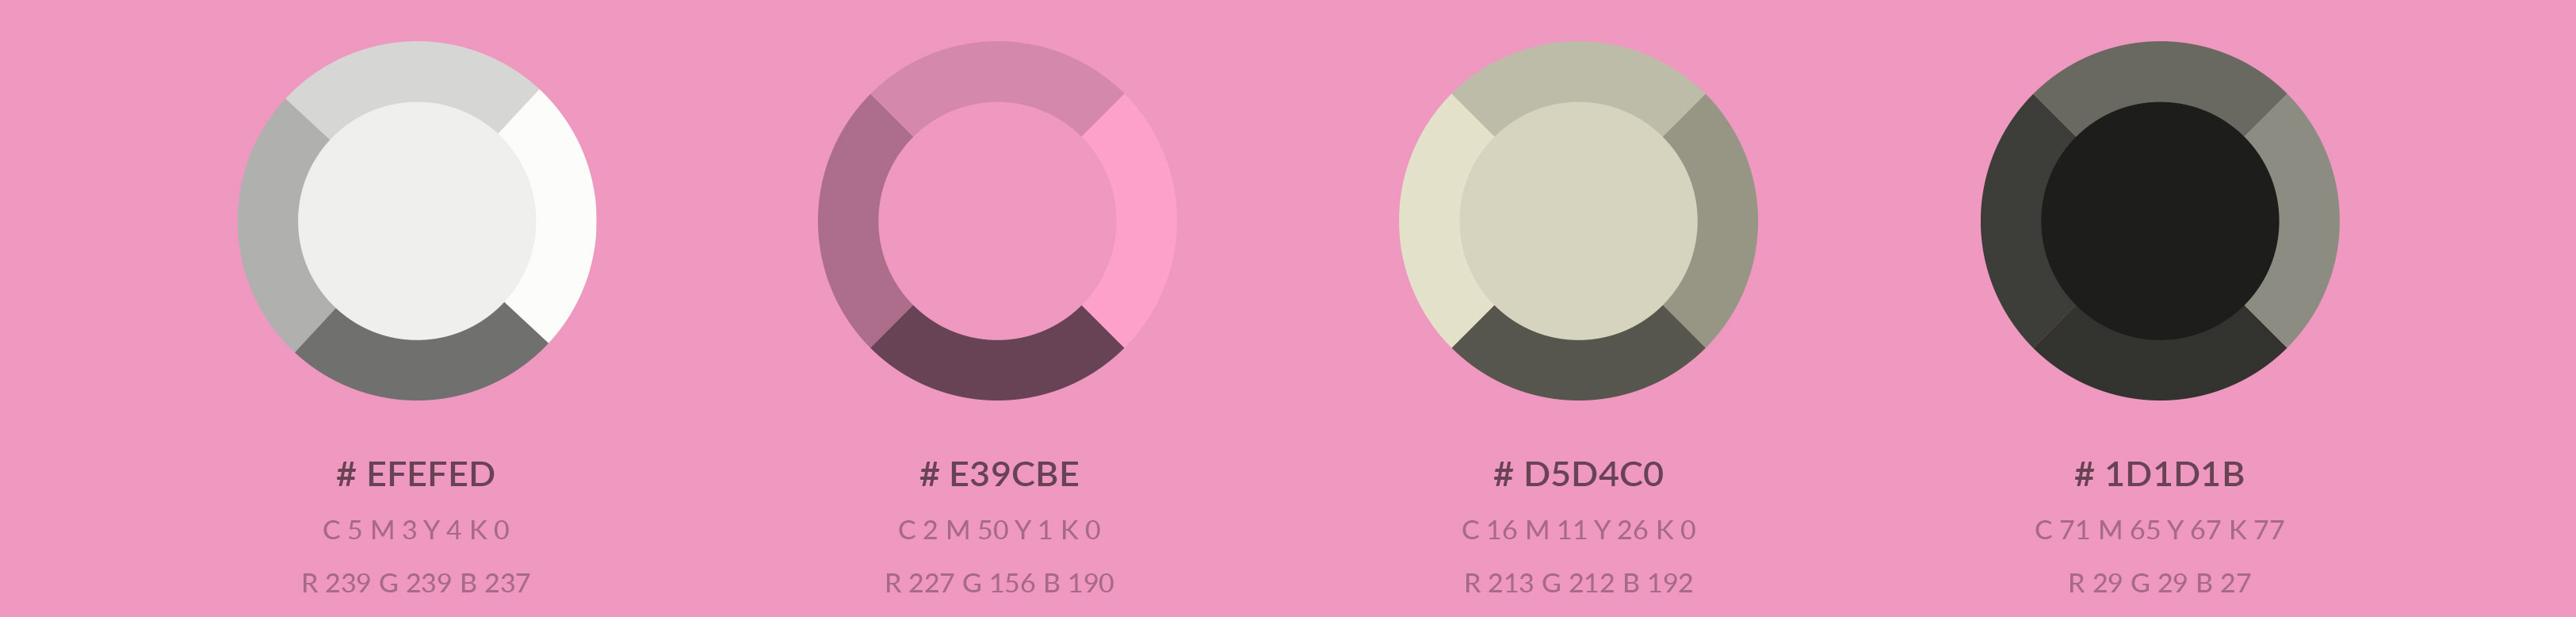 # EFEFED
C 5 M 3 Y 4 K 0
R 239 G 239 B 237
# E39CBE
C 2 M 50 Y 1 K 0
R 227 G 156 B 190
# D5D4C0
C 16 M 11 Y 26 K 0
R 213 G 212 B 192
# 1D1D1B
C 71 M 65 Y 67 K 77
R 29 G 29 B 27